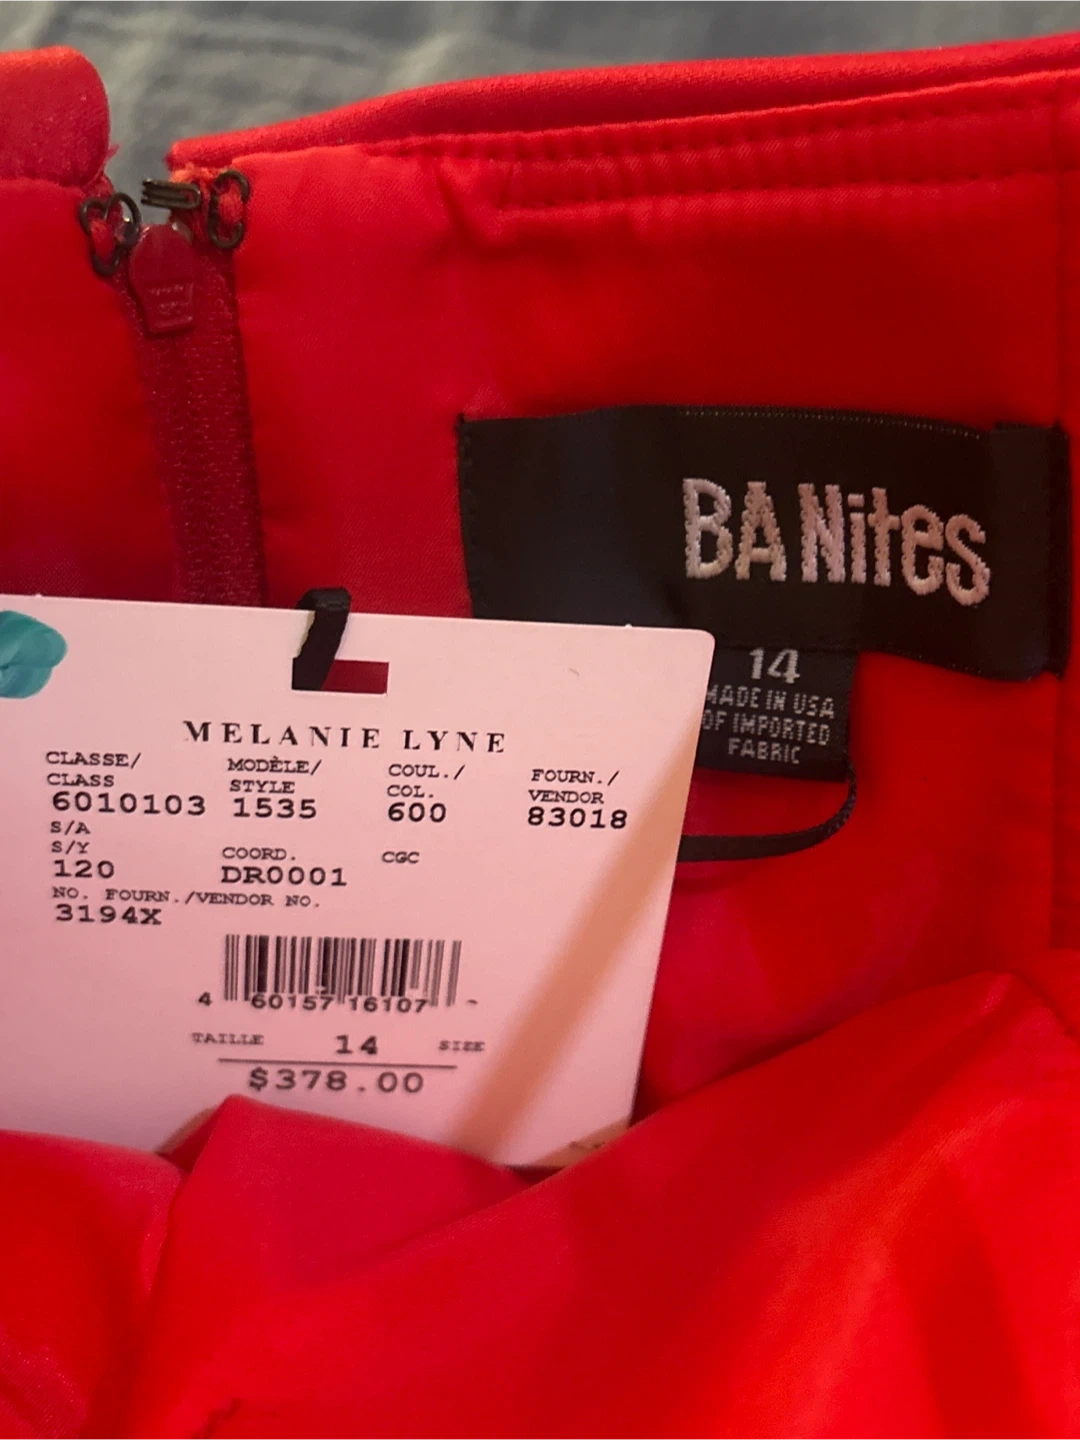 BA Nites
14
MADE IN USA
OF IMPORTED
FABRIC
MELANIE LYNE
CLASSE/ MODÈLE/ COUL./ FOURN./
CLASS STYLE COL. VENDOR
6010103 1535 600 83018
S/A
S/Y COORD. CGC
120 DR0001
NO. FOURN./VENDOR NO.
3194X
4 60157 16107
TAILLE 14 SIZE
$378.00